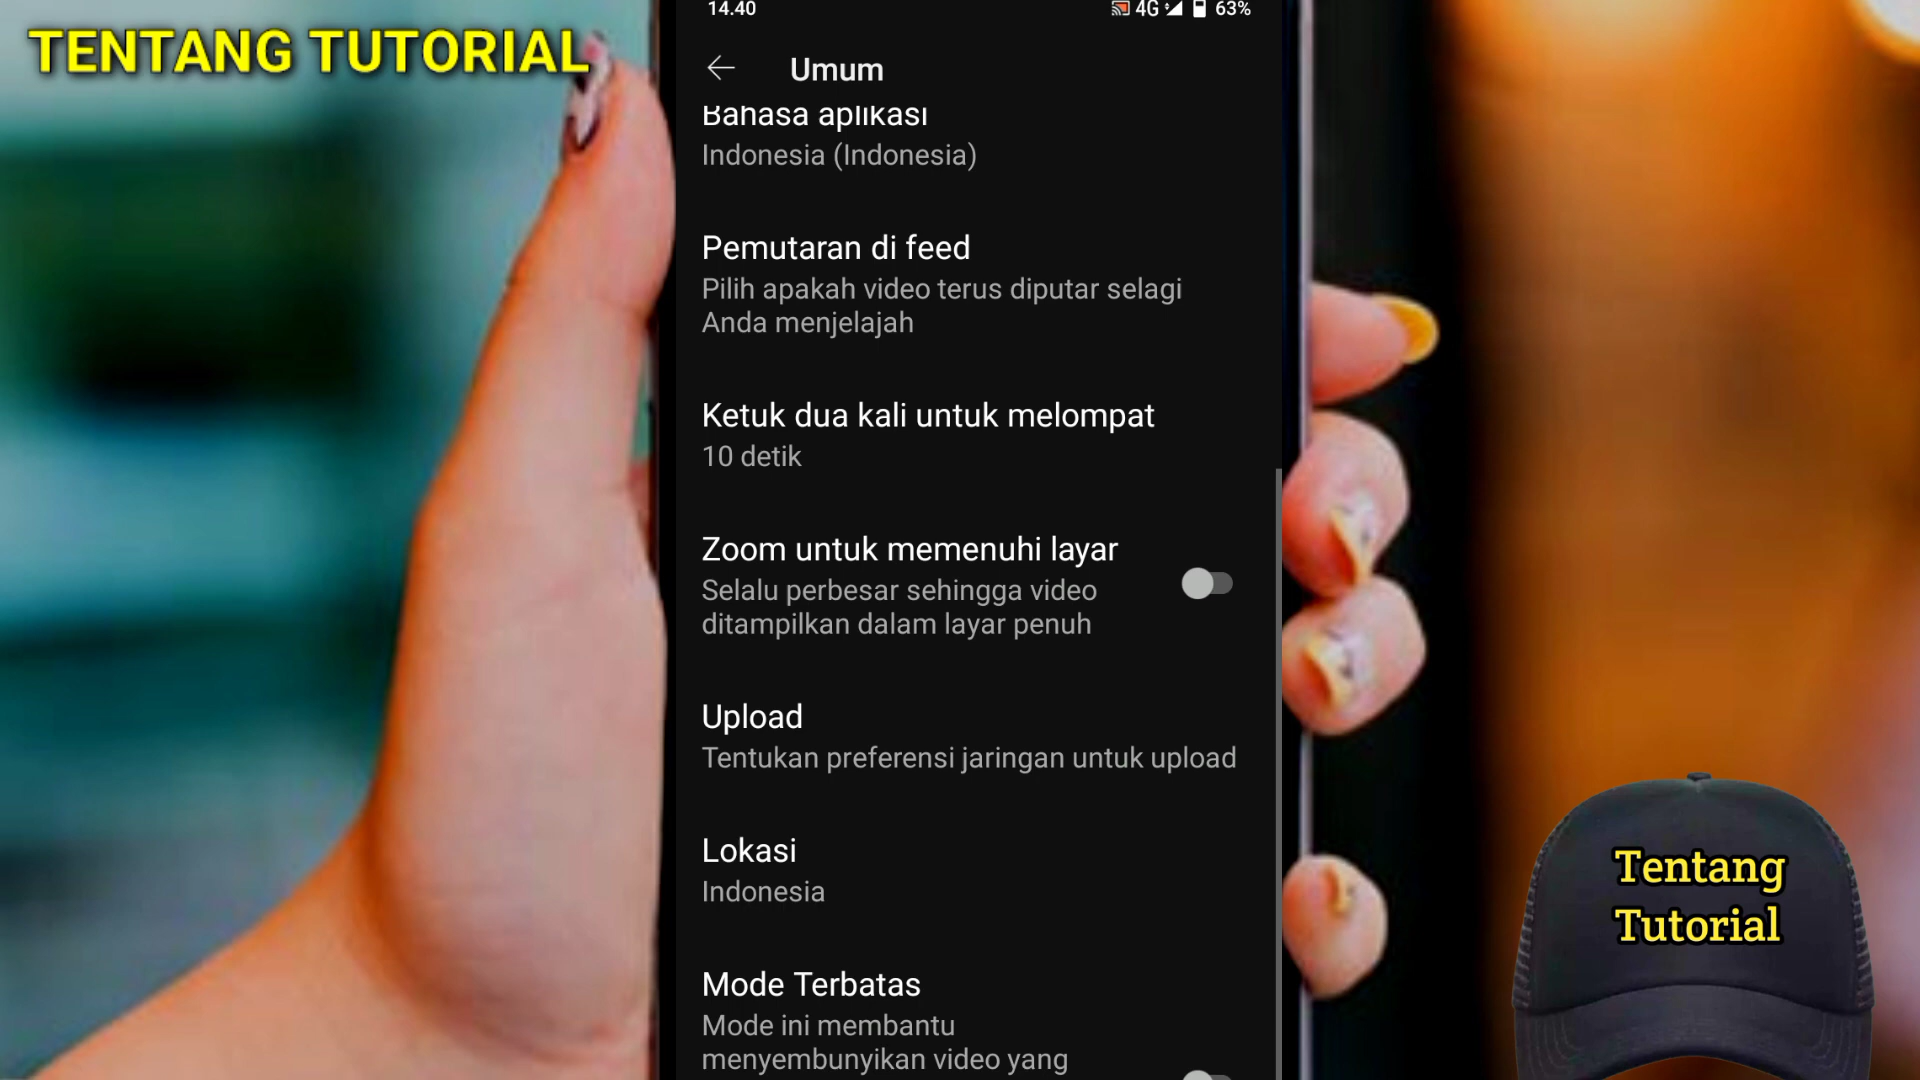 TENTANG TUTORIAL
14.40
4G
63%
Umum
Bahasa aplikasi
Indonesia (Indonesia)
Pemutaran di feed
Pilih apakah video terus diputar selagi
Anda menjelajah
Ketuk dua kali untuk melompat
10 detik
Zoom untuk memenuhi layar
Selalu perbesar sehingga video
ditampilkan dalam layar penuh
Upload
Tentukan preferensi jaringan untuk upload
Lokasi
Indonesia
Mode Terbatas
Mode ini membantu
menyembunyikan video yang
Tentang
Tutorial